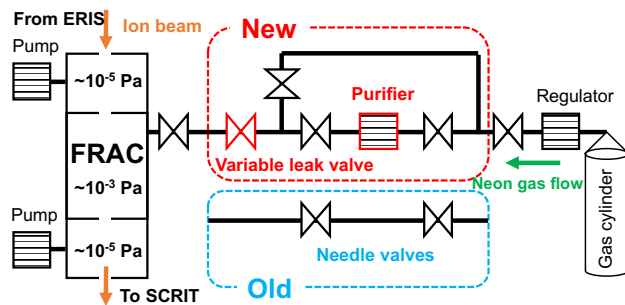 From ERIS
Ion beam
New
Pump
~10-5 Pa
Purifier
Regulator
FRAC
~10-3 Pa
Variable leak valve
Neon gas flow
Gas cylinder
Pump
~10-5 Pa
Needle valves
Old
To SCRIT